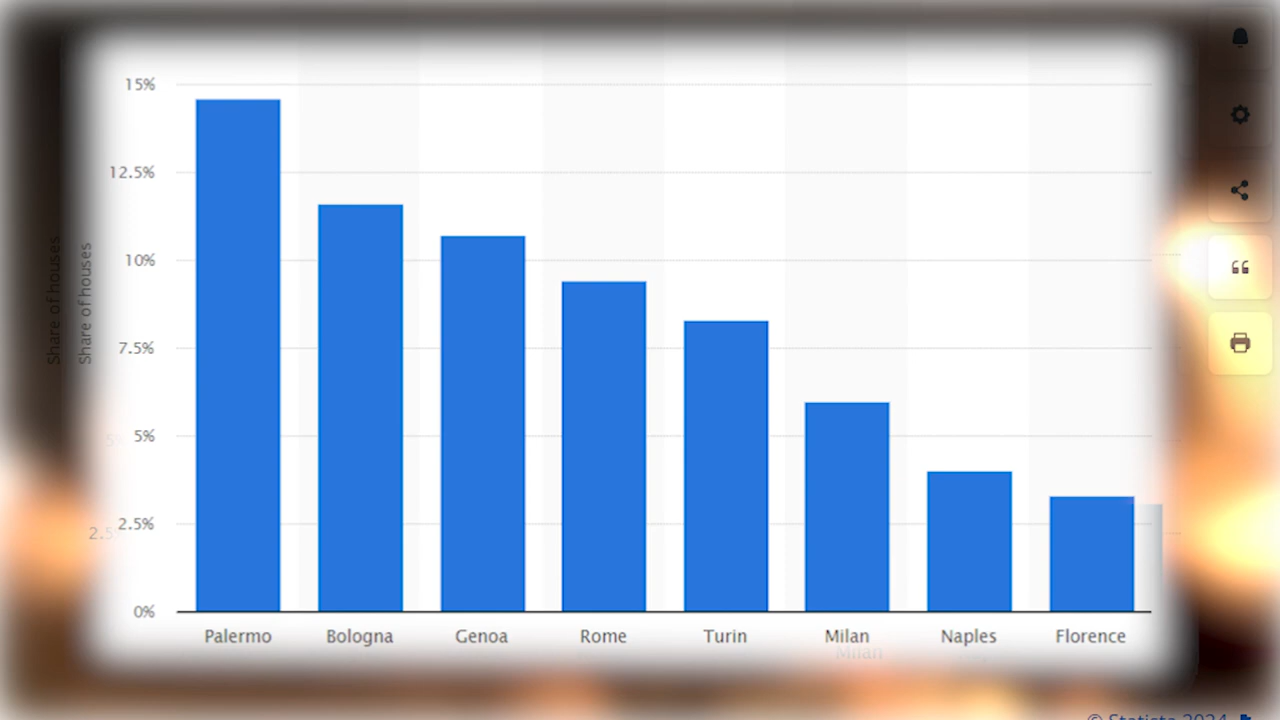 Share of houses
Share of houses
15%
12.5%
10%
7.5%
5%
2.5%
0%
Palermo
Bologna
Genoa
Rome
Turin
Milan
Naples
Florence
Milan
© Statista 2024